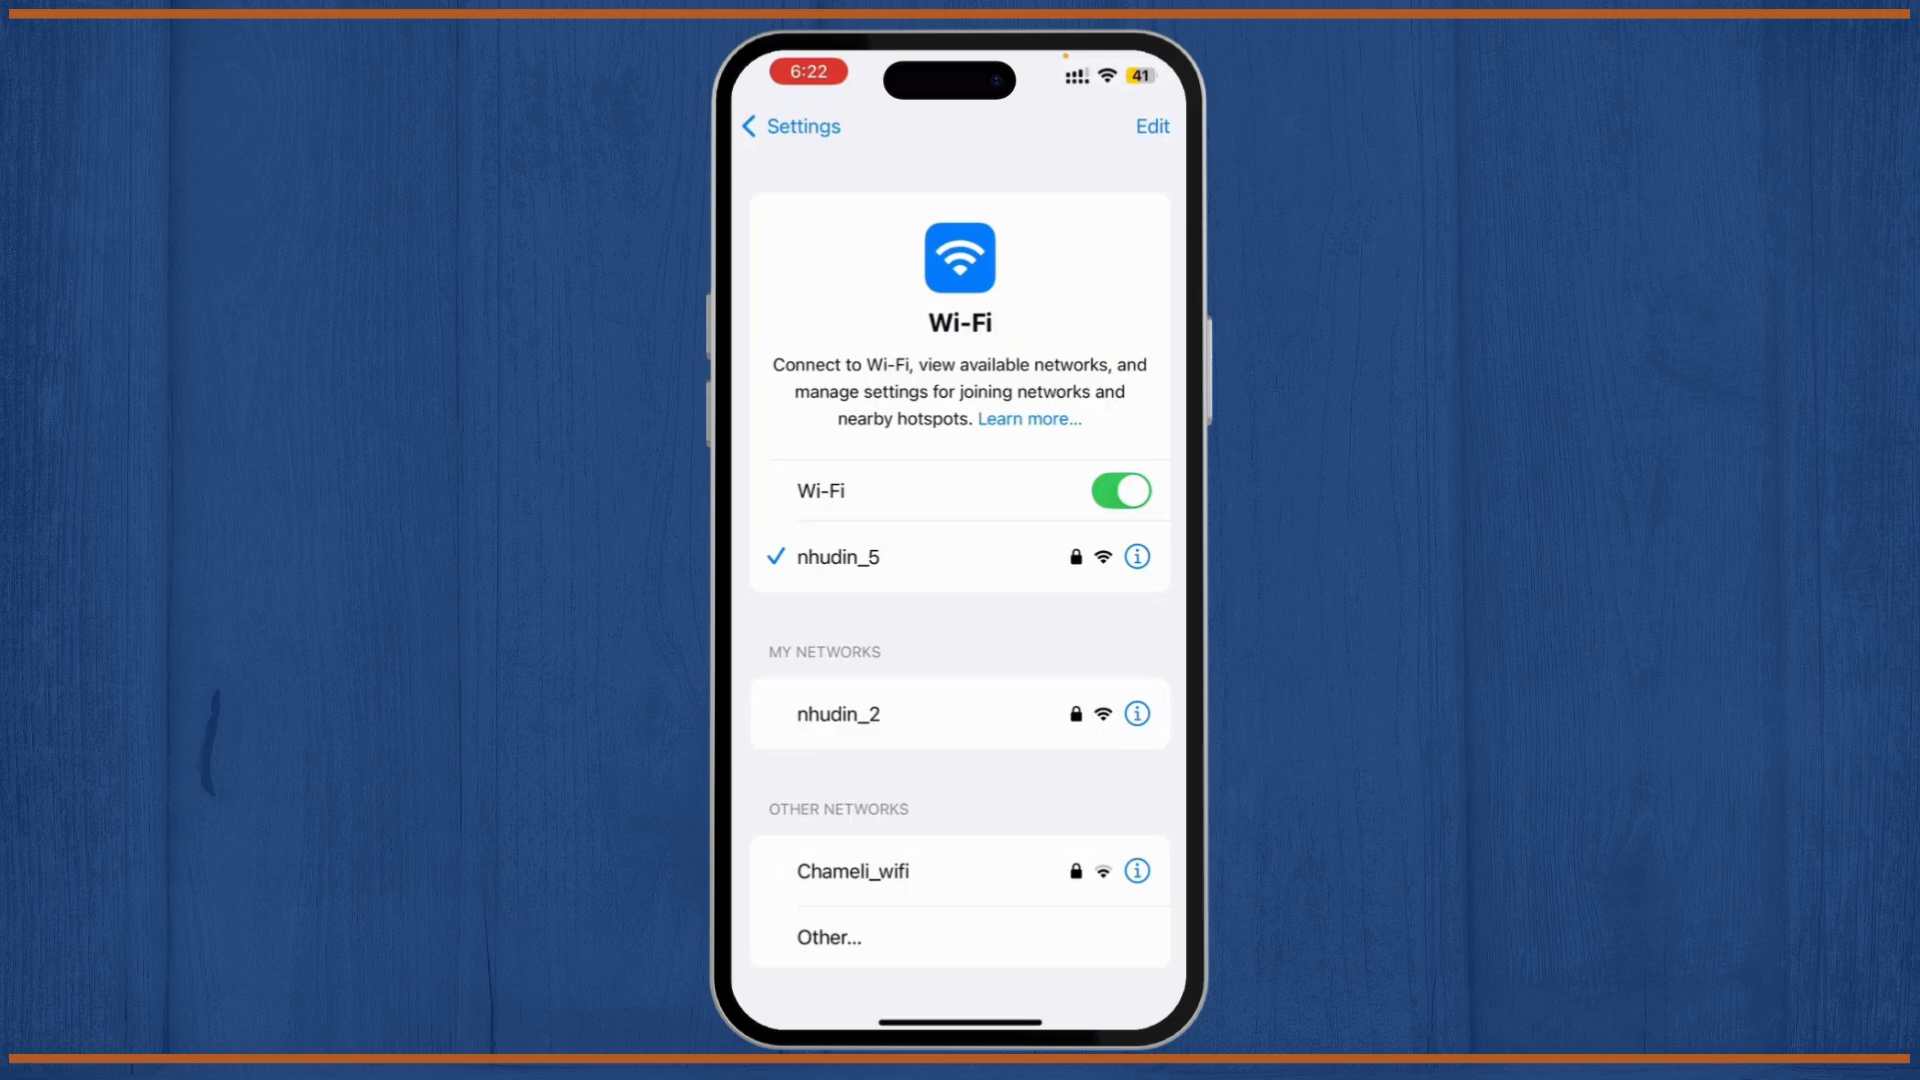 6:22
41
Settings
Edit
Wi-Fi
Connect to Wi-Fi, view available networks, and
manage settings for joining networks and
nearby hotspots. Learn more...
Wi-Fi
nhudin_5
MY NETWORKS
nhudin_2
OTHER NETWORKS
Chameli_wifi
Other...